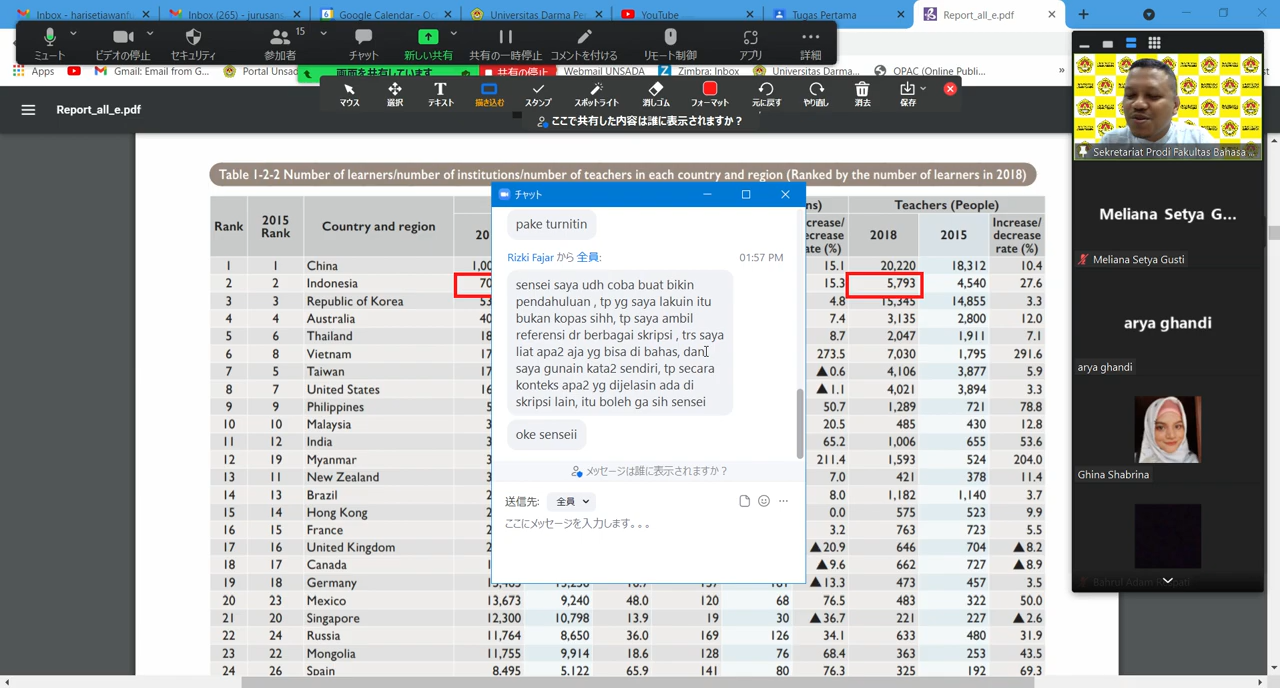 Inbox - harisetiawanf
Inbox (265) - jurusan
Google Calendar - Oc
Universitas Darma Pe
YouTube
Tugas Pertama
Report_all_e.pdf
ミュート
ビデオの停止
セキュリティ
15
参加者
チャット
新しい共有
共有の一時停止
コメントを付ける
リモート制御
アプリ
詳細
Apps
Gmail: Email from G...
Portal Unsad
画面を共有しています
共有の停止
Webmail UNSADA
Zimbra: Inbox
Universitas Darma...
OPAC (Online Publi...
»
Report_all_e.pdf
マウス
選択
テキスト
描き込む
スタンプ
スポットライト
消しゴム
フォーマット
元に戻す
やり直し
消去
保存
ここで共有した内容は誰に表示されますか？
Table 1-2-2 Number of learners/number of institutions/number of teachers in each country and region (Ranked by the number of learners in 2018)
Rank
2015 Rank
Country and region
20
ns)
crease/
ecrease
ate (%)
Teachers (People)
2018
2015
Increase/
decrease
rate (%)
1 1 China 1,00 15.1 20,220 18,312 10.4
2 2 Indonesia 70 15.3 5,793 4,540 27.6
3 3 Republic of Korea 53 4.8 15,345 14,855 3.3
4 4 Australia 40 7.4 3,135 2,800 12.0
5 6 Thailand 18 8.7 2,047 1,911 7.1
6 8 Vietnam 17 273.5 7,030 1,795 291.6
7 5 Taiwan 17 ▲0.6 4,106 3,877 5.9
8 7 United States 16 ▲1.1 4,021 3,894 3.3
9 9 Philippines 5 50.7 1,289 721 78.8
10 10 Malaysia 3 20.5 485 430 12.8
11 12 India 3 65.2 1,006 655 53.6
12 19 Myanmar 3 211.4 1,593 524 204.0
13 11 New Zealand 3 7.0 421 378 11.4
14 13 Brazil 2 8.0 1,182 1,140 3.7
15 14 Hong Kong 2 0.0 575 523 9.9
16 15 France 2 3.2 763 723 5.5
17 16 United Kingdom 2 ▲20.9 646 704 ▲8.2
18 17 Canada 2 ▲9.6 662 727 ▲8.9
19 18 Germany ▲13.3 473 457 3.5
20 23 Mexico 13,673 9,240 48.0 120 68 76.5 483 322 50.0
21 20 Singapore 12,300 10,798 13.9 19 30 ▲36.7 221 227 ▲2.6
22 24 Russia 11,764 8,650 36.0 169 126 34.1 633 480 31.9
23 22 Mongolia 11,755 9,914 18.6 128 76 68.4 363 253 43.5
24 26 Spain 8,495 5,122 65.9 141 80 76.3 325 192 69.3
チャット
pake turnitin
Rizki Fajar から 全員:
01:57 PM
sensei saya udh coba buat bikin
pendahuluan , tp yg saya lakuin itu
bukan kopas sihh, tp saya ambil
referensi dr berbagai skripsi , trs saya
liat apa2 aja yg bisa di bahas, dan
saya gunain kata2 sendiri, tp secara
konteks apa2 yg dijelasin ada di
skripsi lain, itu boleh ga sih sensei
oke senseii
メッセージは誰に表示されますか？
送信先: 全員
ここにメッセージを入力します。。。
Sekretariat Prodi Fakultas Bahasa ...
Meliana Setya G...
Meliana Setya Gusti
arya ghandi
arya ghandi
Ghina Shabrina